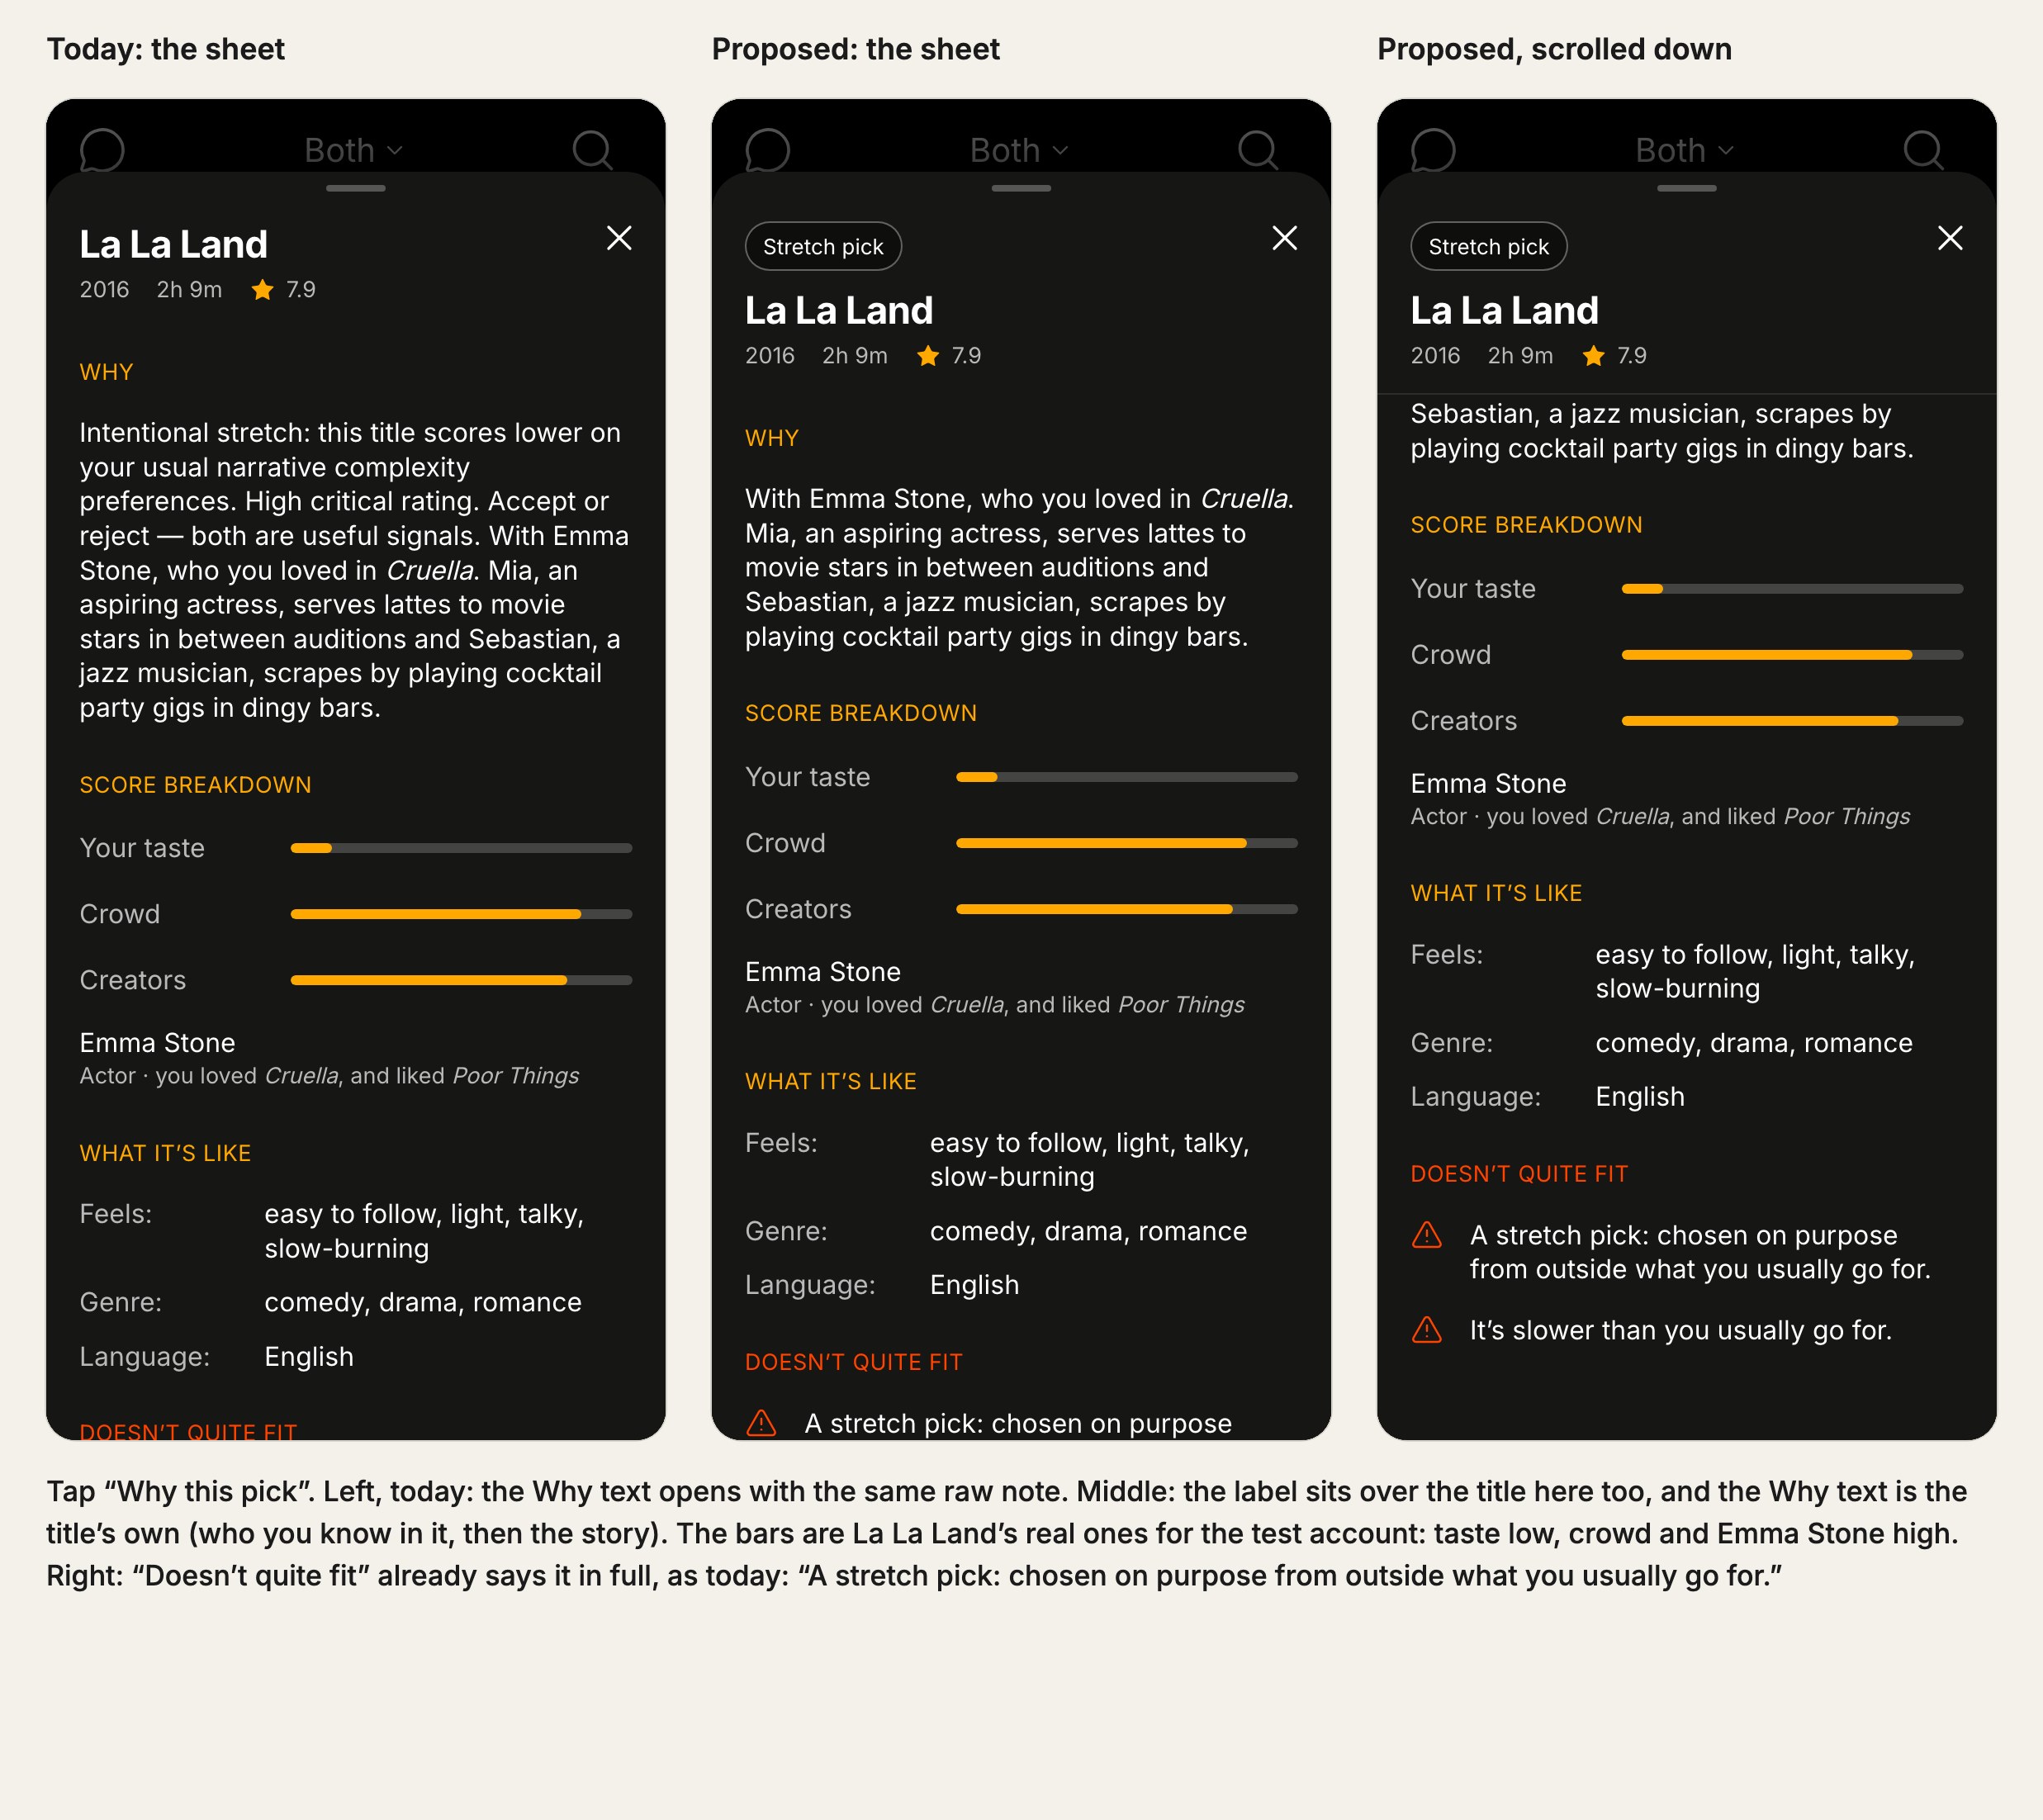 Today: the sheet
Both
La La Land
2016 2h 9m 7.9
WHY
Intentional stretch: this title scores lower on
your usual narrative complexity
preferences. High critical rating. Accept or
reject — both are useful signals. With Emma
Stone, who you loved in Cruella. Mia, an
aspiring actress, serves lattes to movie
stars in between auditions and Sebastian, a
jazz musician, scrapes by playing cocktail
party gigs in dingy bars.
SCORE BREAKDOWN
Your taste
Crowd
Creators
Emma Stone
Actor · you loved Cruella, and liked Poor Things
WHAT IT’S LIKE
Feels: easy to follow, light, talky,
slow-burning
Genre: comedy, drama, romance
Language: English
DOESN’T QUITE FIT
Proposed: the sheet
Both
Stretch pick
La La Land
2016 2h 9m 7.9
WHY
With Emma Stone, who you loved in Cruella.
Mia, an aspiring actress, serves lattes to
movie stars in between auditions and
Sebastian, a jazz musician, scrapes by
playing cocktail party gigs in dingy bars.
SCORE BREAKDOWN
Your taste
Crowd
Creators
Emma Stone
Actor · you loved Cruella, and liked Poor Things
WHAT IT’S LIKE
Feels: easy to follow, light, talky,
slow-burning
Genre: comedy, drama, romance
Language: English
DOESN’T QUITE FIT
A stretch pick: chosen on purpose
Proposed, scrolled down
Both
Stretch pick
La La Land
2016 2h 9m 7.9
Sebastian, a jazz musician, scrapes by
playing cocktail party gigs in dingy bars.
SCORE BREAKDOWN
Your taste
Crowd
Creators
Emma Stone
Actor · you loved Cruella, and liked Poor Things
WHAT IT’S LIKE
Feels: easy to follow, light, talky,
slow-burning
Genre: comedy, drama, romance
Language: English
DOESN’T QUITE FIT
A stretch pick: chosen on purpose
from outside what you usually go for.
It’s slower than you usually go for.
Tap “Why this pick”. Left, today: the Why text opens with the same raw note. Middle: the label sits over the title here too, and the Why text is the
title’s own (who you know in it, then the story). The bars are La La Land’s real ones for the test account: taste low, crowd and Emma Stone high.
Right: “Doesn’t quite fit” already says it in full, as today: “A stretch pick: chosen on purpose from outside what you usually go for.”